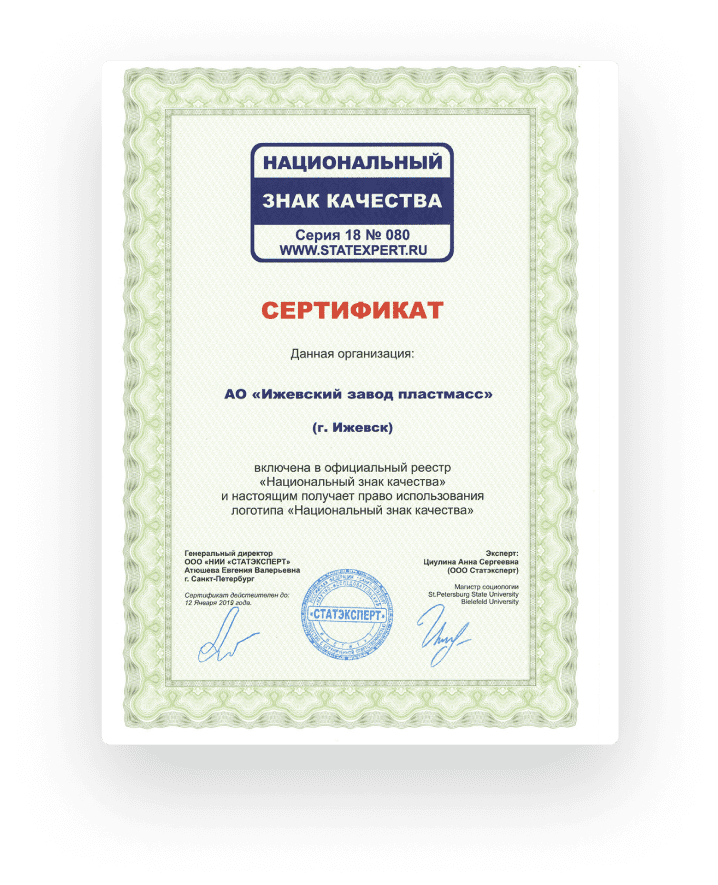 НАЦИОНАЛЬНЫЙ
ЗНАК КАЧЕСТВА
Серия 18 № 080
WWW.STATEXPERT.RU
СЕРТИФИКАТ
Данная организация:
АО «Ижевский завод пластмасс»
(г. Ижевск)
включена в официальный реестр
«Национальный знак качества»
и настоящим получает право использования
логотипа «Национальный знак качества»
Генеральный директор
ООО «НИИ «СТАТЭКСПЕРТ»
Атюшева Евгения Валерьевна
г. Санкт-Петербург
Сертификат действителен до:
12 Января 2019 года.
Эксперт:
Циулина Анна Сергеевна
(ООО Статэксперт)
Магистр социологии
St.Petersburg State University
Bielefeld University
«СТАТЭКСПЕРТ»